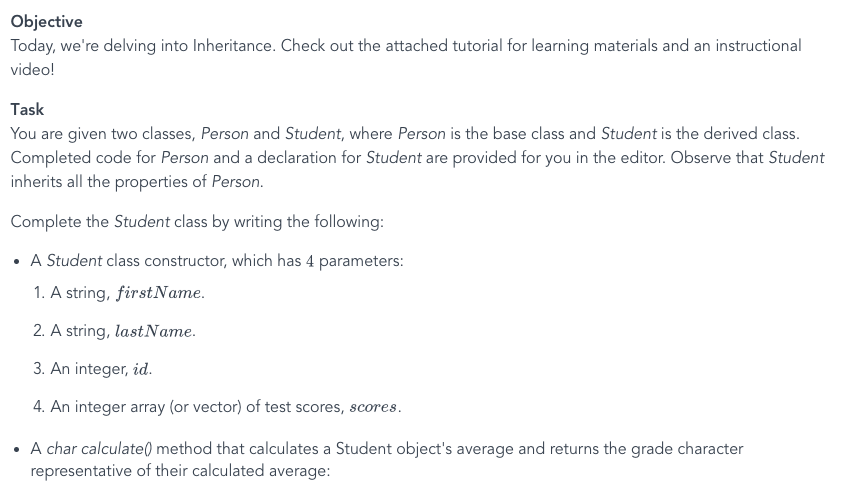 Objective
Today, we're delving into Inheritance. Check out the attached tutorial for learning materials and an instructional
video!
Task
You are given two classes, Person and Student, where Person is the base class and Student is the derived class.
Completed code for Person and a declaration for Student are provided for you in the editor. Observe that Student
inherits all the properties of Person.
Complete the Student class by writing the following:
• A Student class constructor, which has 4 parameters:
1. A string, firstName.
2. A string, lastName.
3. An integer, id.
4. An integer array (or vector) of test scores, scores.
• A char calculate() method that calculates a Student object's average and returns the grade character
representative of their calculated average: